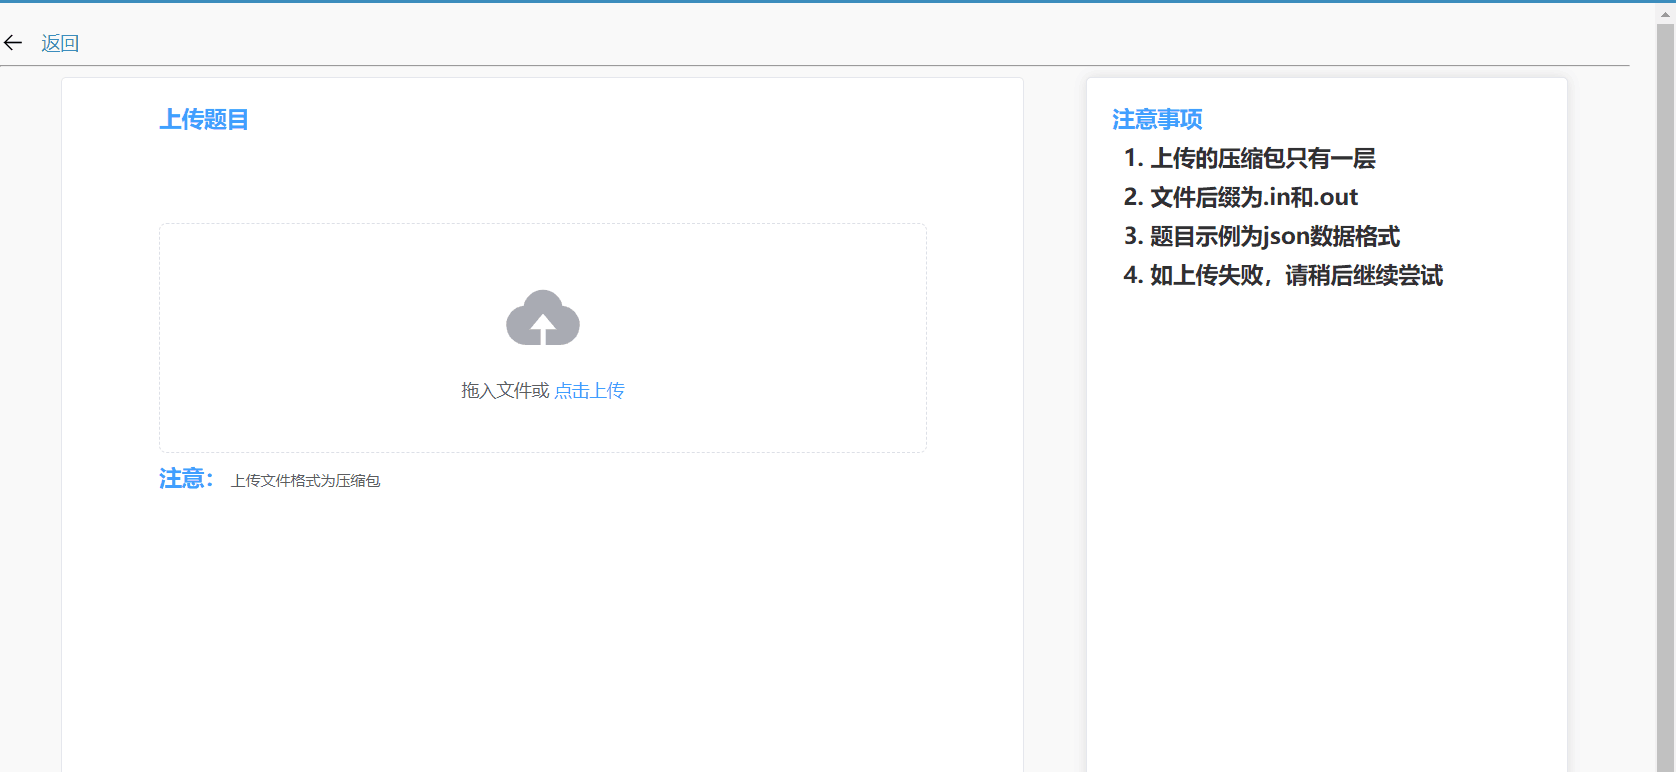 返回
上传题目
拖入文件或 点击上传
注意： 上传文件格式为压缩包
注意事项
1. 上传的压缩包只有一层
2. 文件后缀为.in和.out
3. 题目示例为json数据格式
4. 如上传失败，请稍后继续尝试